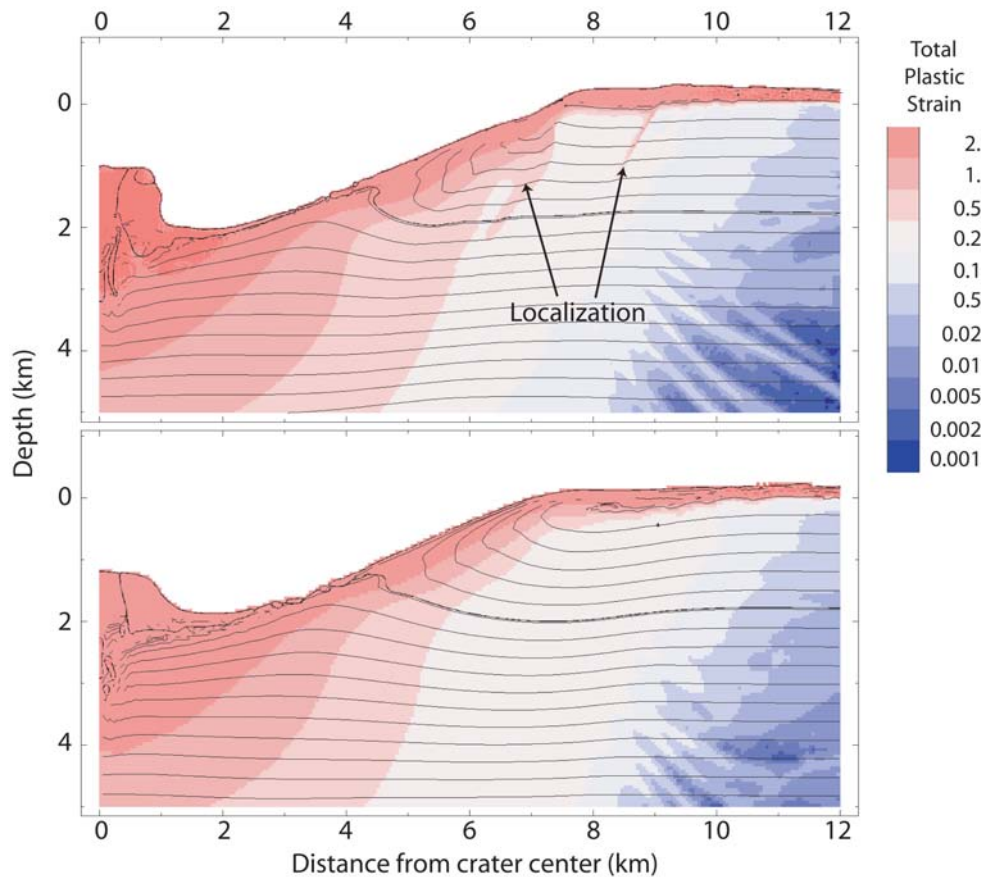 0 2 4 6 8 10 12
Total
Plastic
Strain
0
2
4
2.
1.
0.5
0.2
0.1
0.5
0.02
0.01
0.005
0.002
0.001
Localization
Depth (km)
0
2
4
0 2 4 6 8 10 12
Distance from crater center (km)